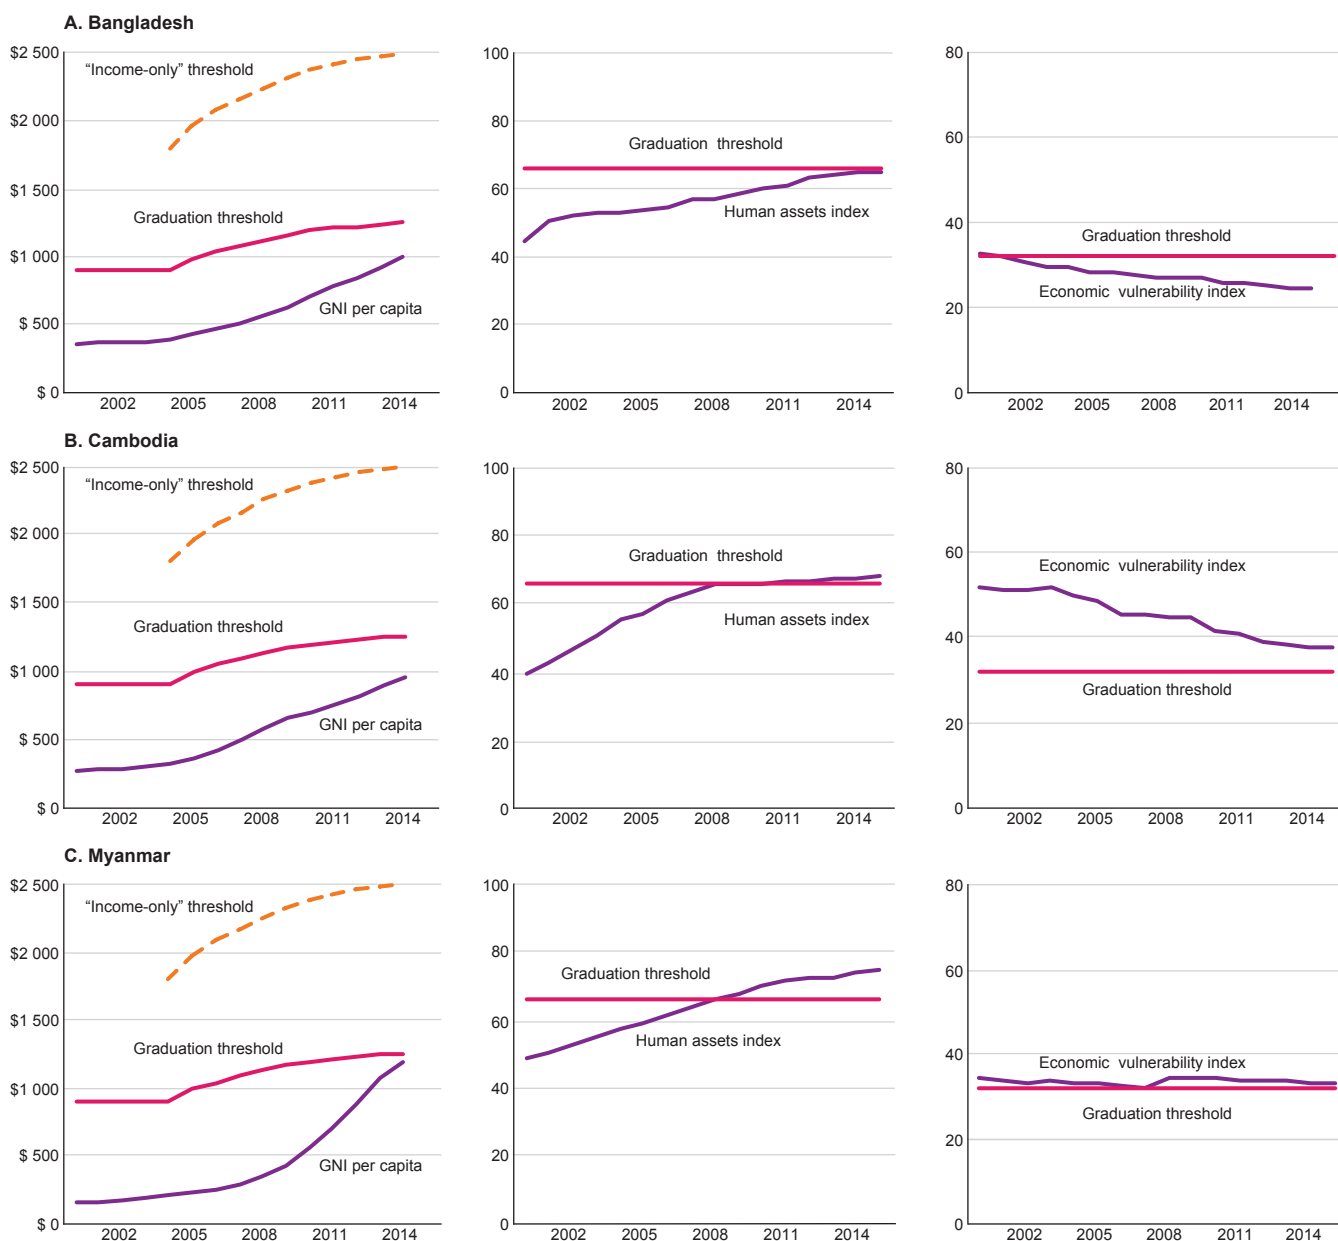 A. Bangladesh
$2 500
$2 000
$1 500
$1 000
$ 500
$ 0
"Income-only" threshold
Graduation threshold
GNI per capita
2002 2005 2008 2011 2014
100
80
60
40
20
0
Graduation threshold
Human assets index
2002 2005 2008 2011 2014
80
60
40
20
0
Graduation threshold
Economic vulnerability index
2002 2005 2008 2011 2014
B. Cambodia
$2 500
$2 000
$1 500
$1 000
$ 500
$ 0
"Income-only" threshold
Graduation threshold
GNI per capita
2002 2005 2008 2011 2014
100
80
60
40
20
0
Graduation threshold
Human assets index
2002 2005 2008 2011 2014
80
60
40
20
0
Economic vulnerability index
Graduation threshold
2002 2005 2008 2011 2014
C. Myanmar
$2 500
$2 000
$1 500
$1 000
$ 500
$ 0
"Income-only" threshold
Graduation threshold
GNI per capita
2002 2005 2008 2011 2014
100
80
60
40
20
0
Graduation threshold
Human assets index
2002 2005 2008 2011 2014
80
60
40
20
0
Economic vulnerability index
Graduation threshold
2002 2005 2008 2011 2014